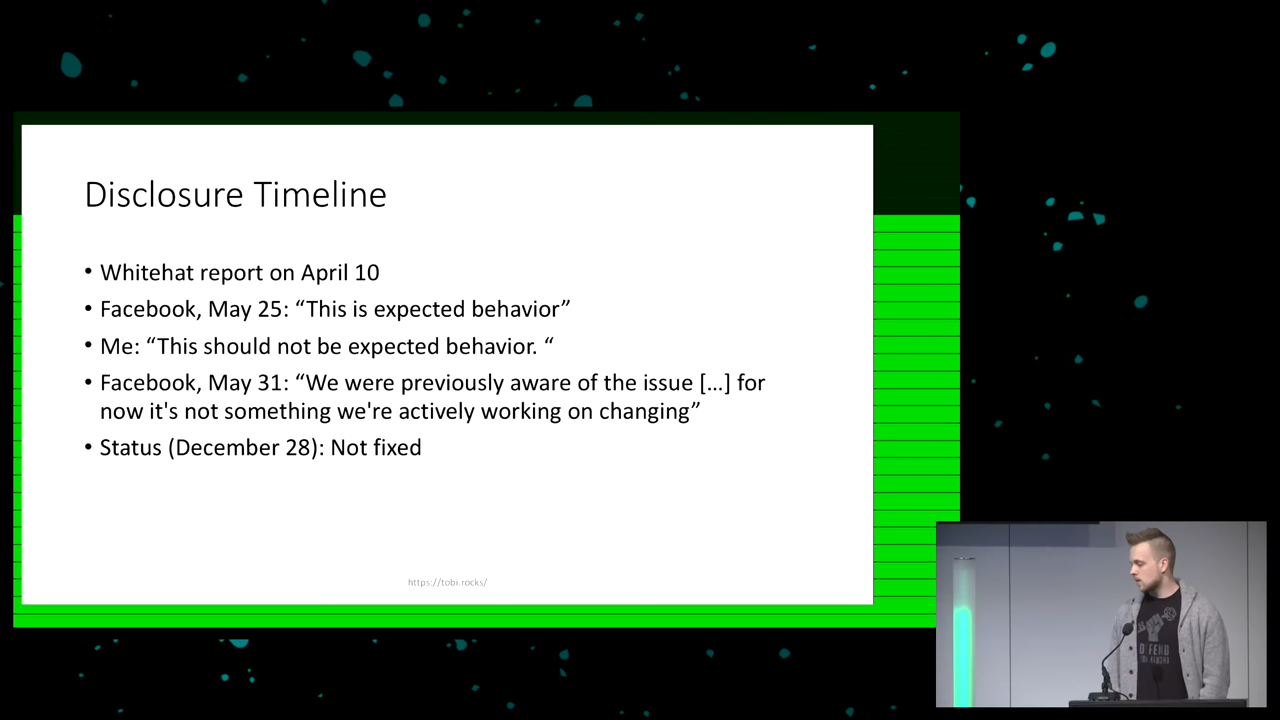 Disclosure Timeline
• Whitehat report on April 10
• Facebook, May 25: “This is expected behavior”
• Me: “This should not be expected behavior. “
• Facebook, May 31: “We were previously aware of the issue […] for
now it's not something we're actively working on changing”
• Status (December 28): Not fixed
https://tobi.rocks/
DEFEND